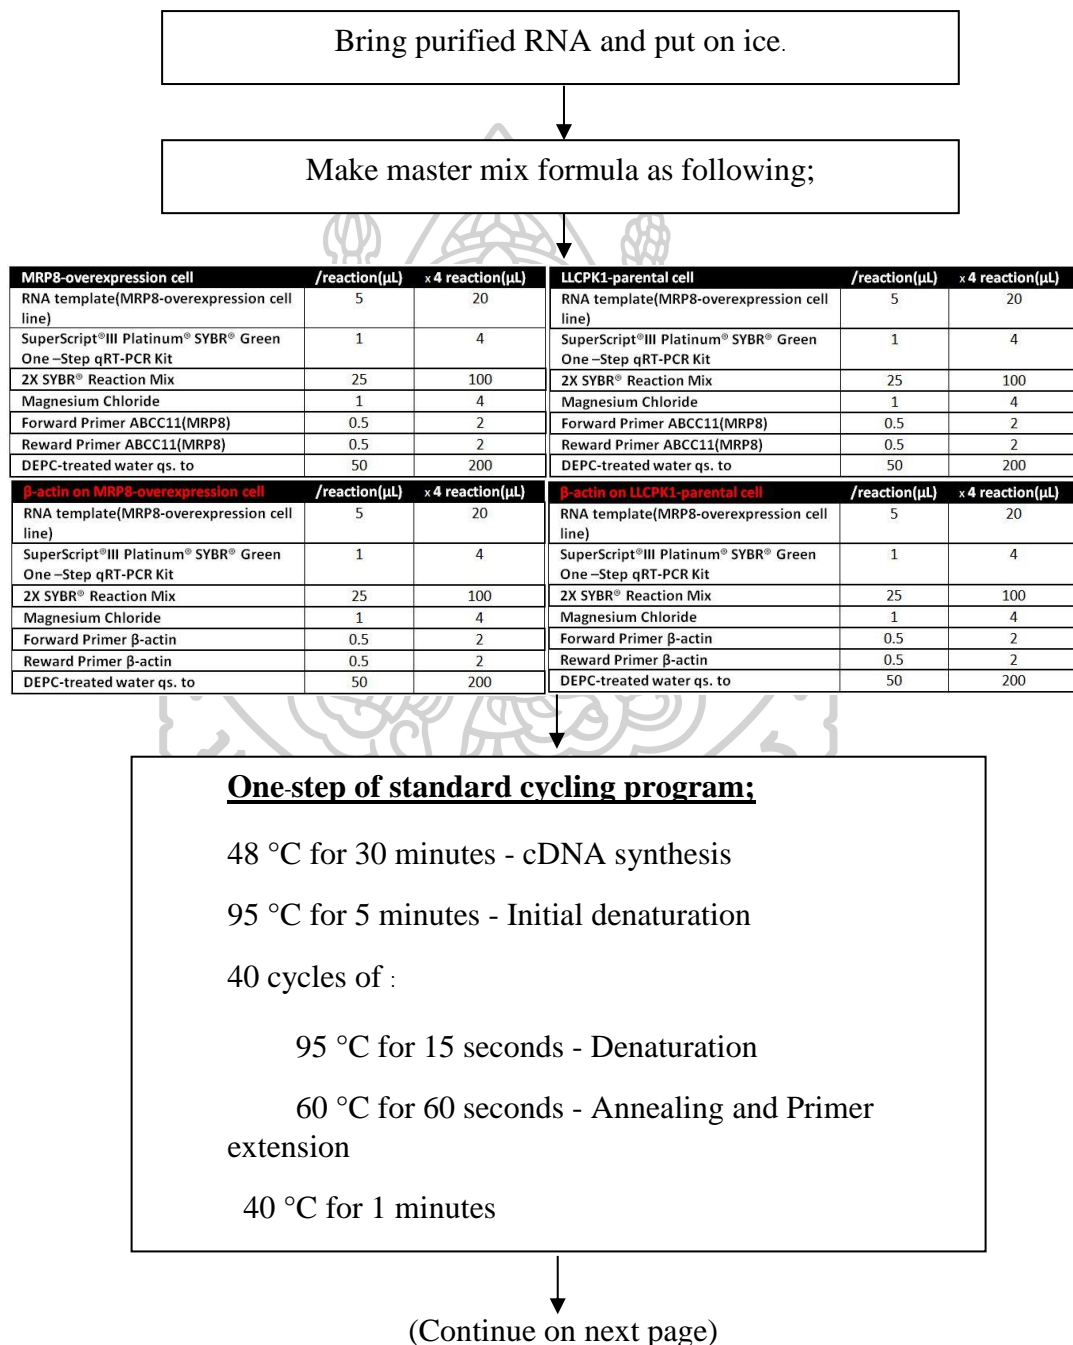 Bring purified RNA and put on ice.
Make master mix formula as following;
MRP8-overexpression cell /reaction(µL) x 4 reaction(µL)
RNA template(MRP8-overexpression cell 5 20
line)
SuperScript®III Platinum® SYBR® Green 1 4
One –Step qRT-PCR Kit
2X SYBR® Reaction Mix 25 100
Magnesium Chloride 1 4
Forward Primer ABCC11(MRP8) 0.5 2
Reward Primer ABCC11(MRP8) 0.5 2
DEPC-treated water qs. to 50 200
LLCPK1-parental cell /reaction(µL) x 4 reaction(µL)
RNA template(MRP8-overexpression cell 5 20
line)
SuperScript®III Platinum® SYBR® Green 1 4
One –Step qRT-PCR Kit
2X SYBR® Reaction Mix 25 100
Magnesium Chloride 1 4
Forward Primer ABCC11(MRP8) 0.5 2
Reward Primer ABCC11(MRP8) 0.5 2
DEPC-treated water qs. to 50 200
β-actin on MRP8-overexpression cell /reaction(µL) x 4 reaction(µL)
RNA template(MRP8-overexpression cell 5 20
line)
SuperScript®III Platinum® SYBR® Green 1 4
One –Step qRT-PCR Kit
2X SYBR® Reaction Mix 25 100
Magnesium Chloride 1 4
Forward Primer β-actin 0.5 2
Reward Primer β-actin 0.5 2
DEPC-treated water qs. to 50 200
β-actin on LLCPK1-parental cell /reaction(µL) x 4 reaction(µL)
RNA template(MRP8-overexpression cell 5 20
line)
SuperScript®III Platinum® SYBR® Green 1 4
One –Step qRT-PCR Kit
2X SYBR® Reaction Mix 25 100
Magnesium Chloride 1 4
Forward Primer β-actin 0.5 2
Reward Primer β-actin 0.5 2
DEPC-treated water qs. to 50 200
One-step of standard cycling program;
48 °C for 30 minutes - cDNA synthesis
95 °C for 5 minutes - Initial denaturation
40 cycles of :
95 °C for 15 seconds - Denaturation
60 °C for 60 seconds - Annealing and Primer
extension
40 °C for 1 minutes
(Continue on next page)